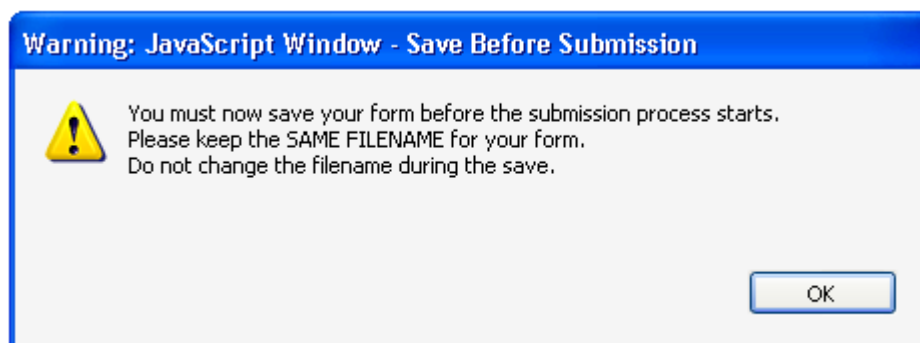 Warning: JavaScript Window - Save Before Submission
You must now save your form before the submission process starts.
Please keep the SAME FILENAME for your form.
Do not change the filename during the save.
OK